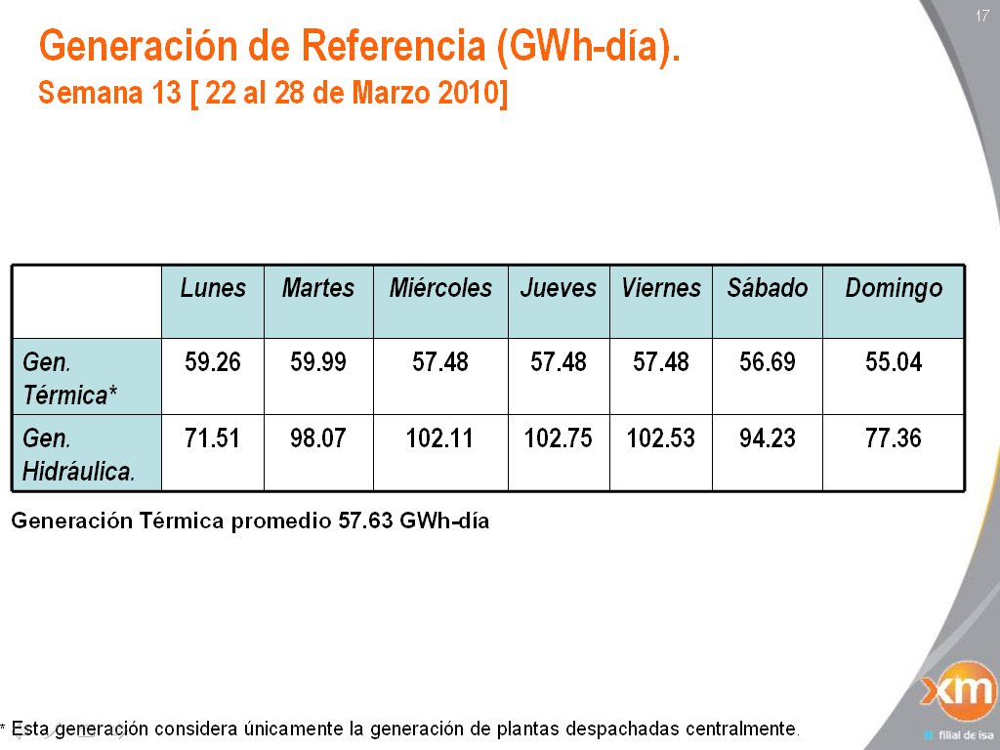 17
Generación de Referencia (GWh-día).
Semana 13 [ 22 al 28 de Marzo 2010]
Lunes Martes Miércoles Jueves Viernes Sábado Domingo
Gen. Térmica* 59.26 59.99 57.48 57.48 57.48 56.69 55.04
Gen. Hidráulica. 71.51 98.07 102.11 102.75 102.53 94.23 77.36
Generación Térmica promedio 57.63 GWh-día
xm
filial de isa
* Esta generación considera únicamente la generación de plantas despachadas centralmente.